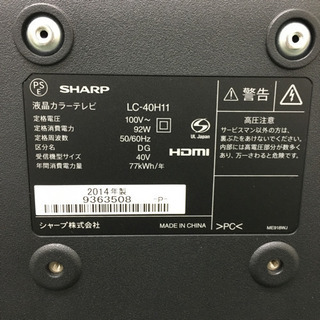 PS
E
SHARP
LC-40H11
液晶カラーテレビ
定格電圧 100V～
定格消費電力 92W
定格周波数 50/60Hz
区分名 DG
受信機型サイズ 40V
年間消費電力量 77kWh/年
UL Japan
HDMI
2014年製
9363508 -P-
シャープ株式会社
MADE IN CHINA
警告
高圧注意
サービスマン以外の方は、
裏ぶたをあけないでください。
内部には高電圧部分が数多く
あり、万一さわると危険です。
>PC<